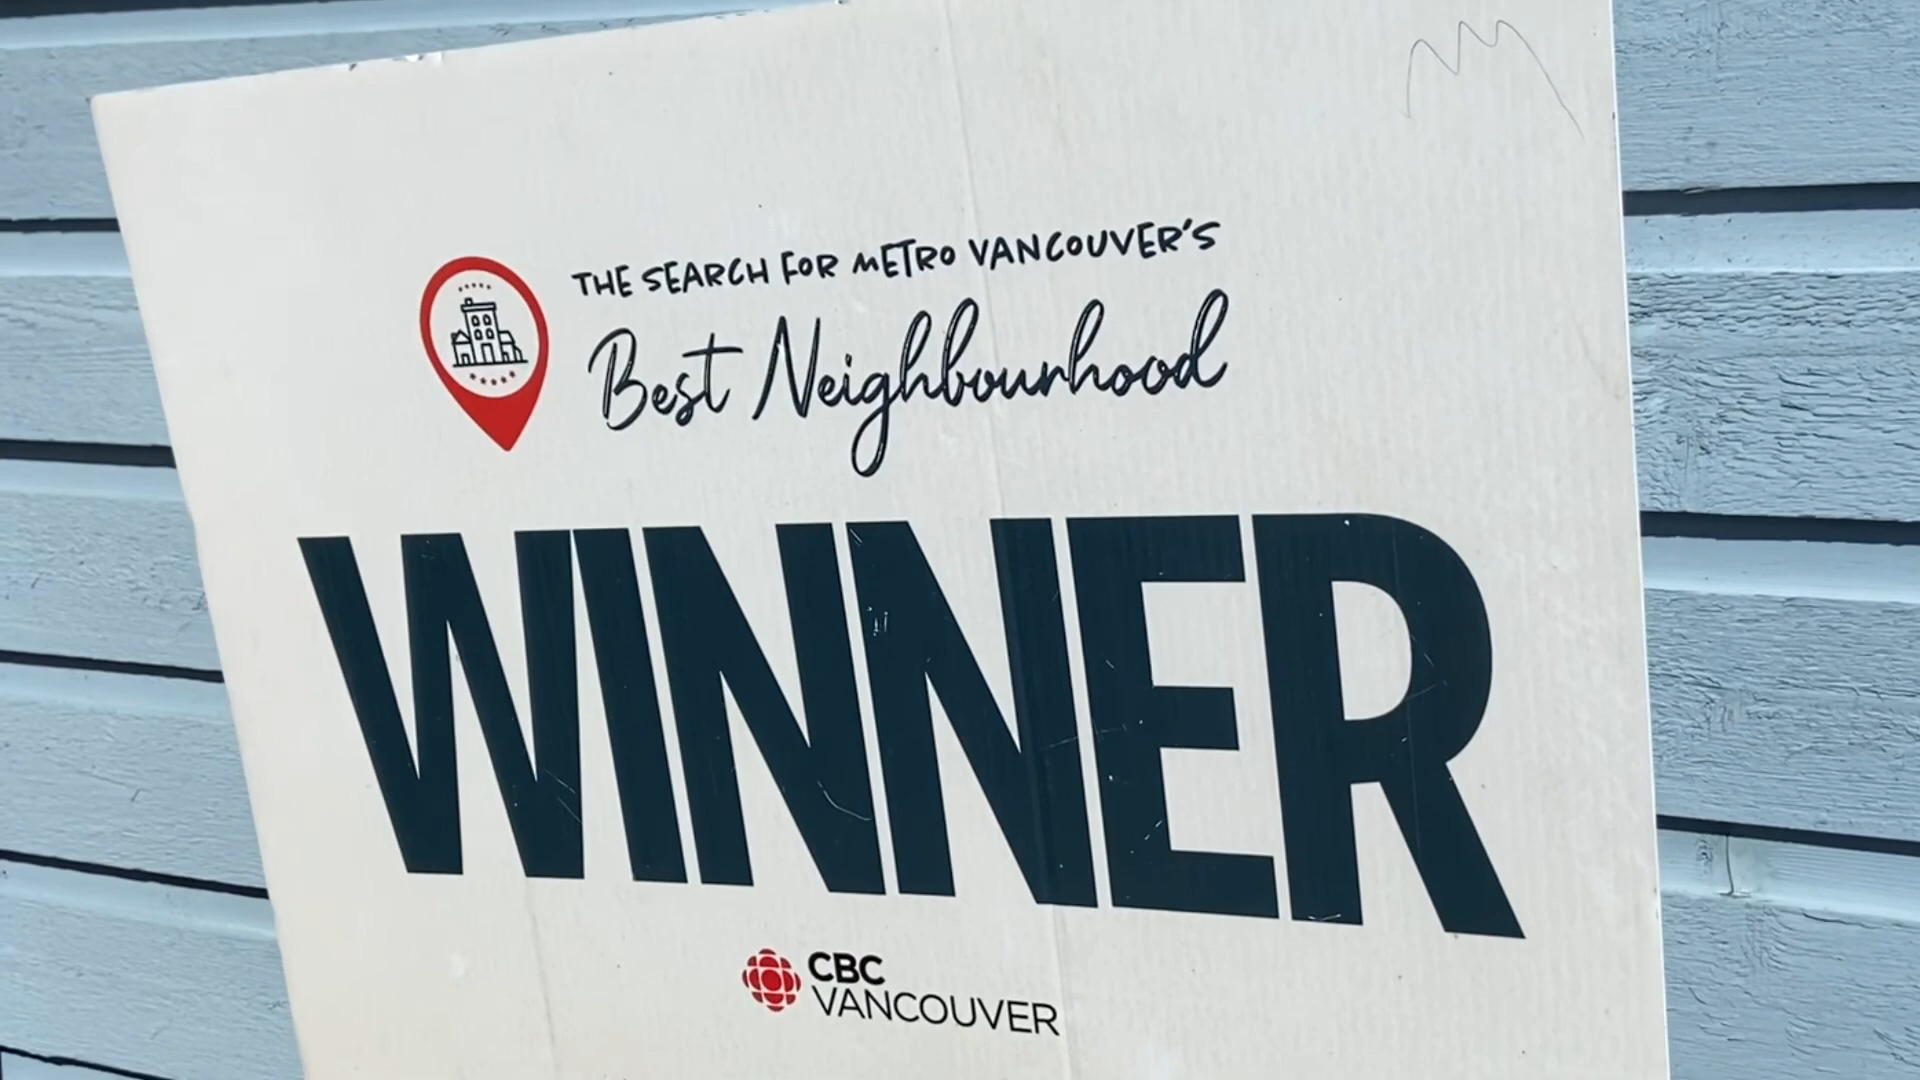 THE SEARCH FOR METRO VANCOUVER'S
Best Neighbourhood
WINNER
CBC
VANCOUVER